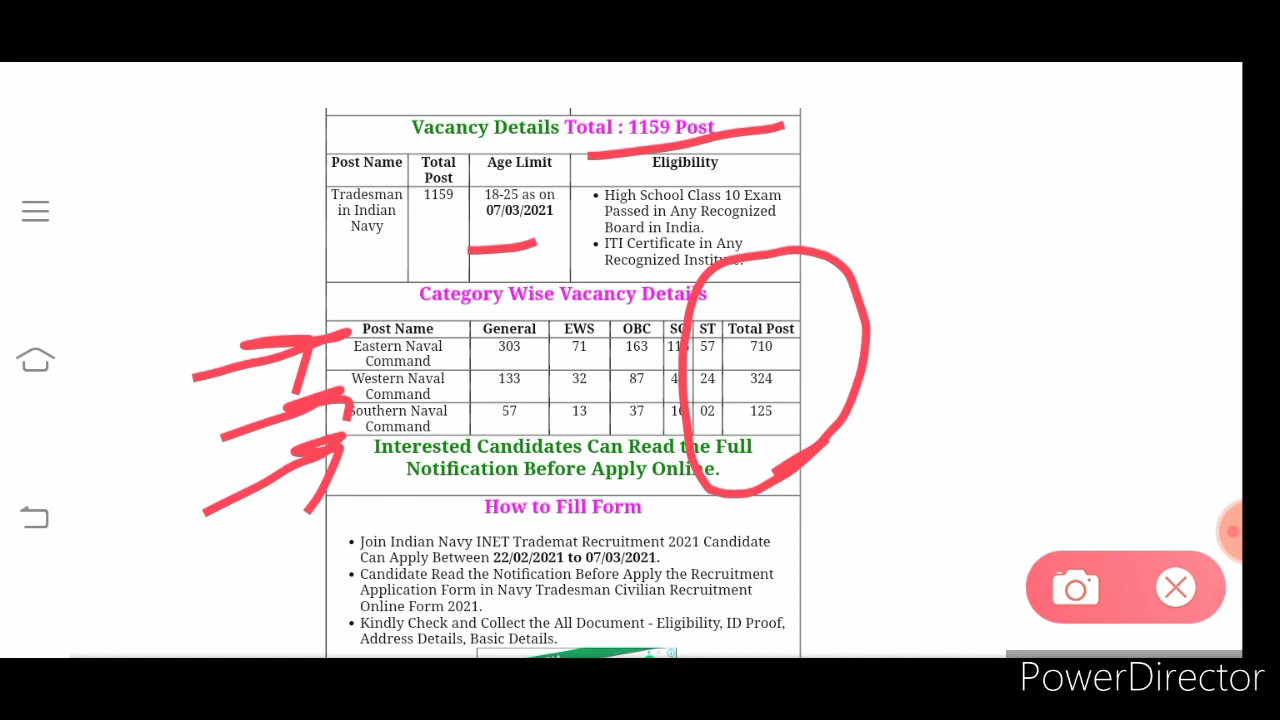 Vacancy Details Total : 1159 Post
Post Name Total Post Age Limit Eligibility
Tradesman in Indian Navy 1159 18-25 as on 07/03/2021
• High School Class 10 Exam
Passed in Any Recognized
Board in India.
• ITI Certificate in Any
Recognized Institute.
Category Wise Vacancy Details
Post Name General EWS OBC SC ST Total Post
Eastern Naval Command 303 71 163 57 710
Western Naval Command 133 32 87 24 324
Southern Naval Command 57 13 37 02 125
Interested Candidates Can Read the Full
Notification Before Apply Online.
How to Fill Form
• Join Indian Navy INET Trademat Recruitment 2021 Candidate
Can Apply Between 22/02/2021 to 07/03/2021.
• Candidate Read the Notification Before Apply the Recruitment
Application Form in Navy Tradesman Civilian Recruitment
Online Form 2021.
• Kindly Check and Collect the All Document - Eligibility, ID Proof,
Address Details, Basic Details.
PowerDirector